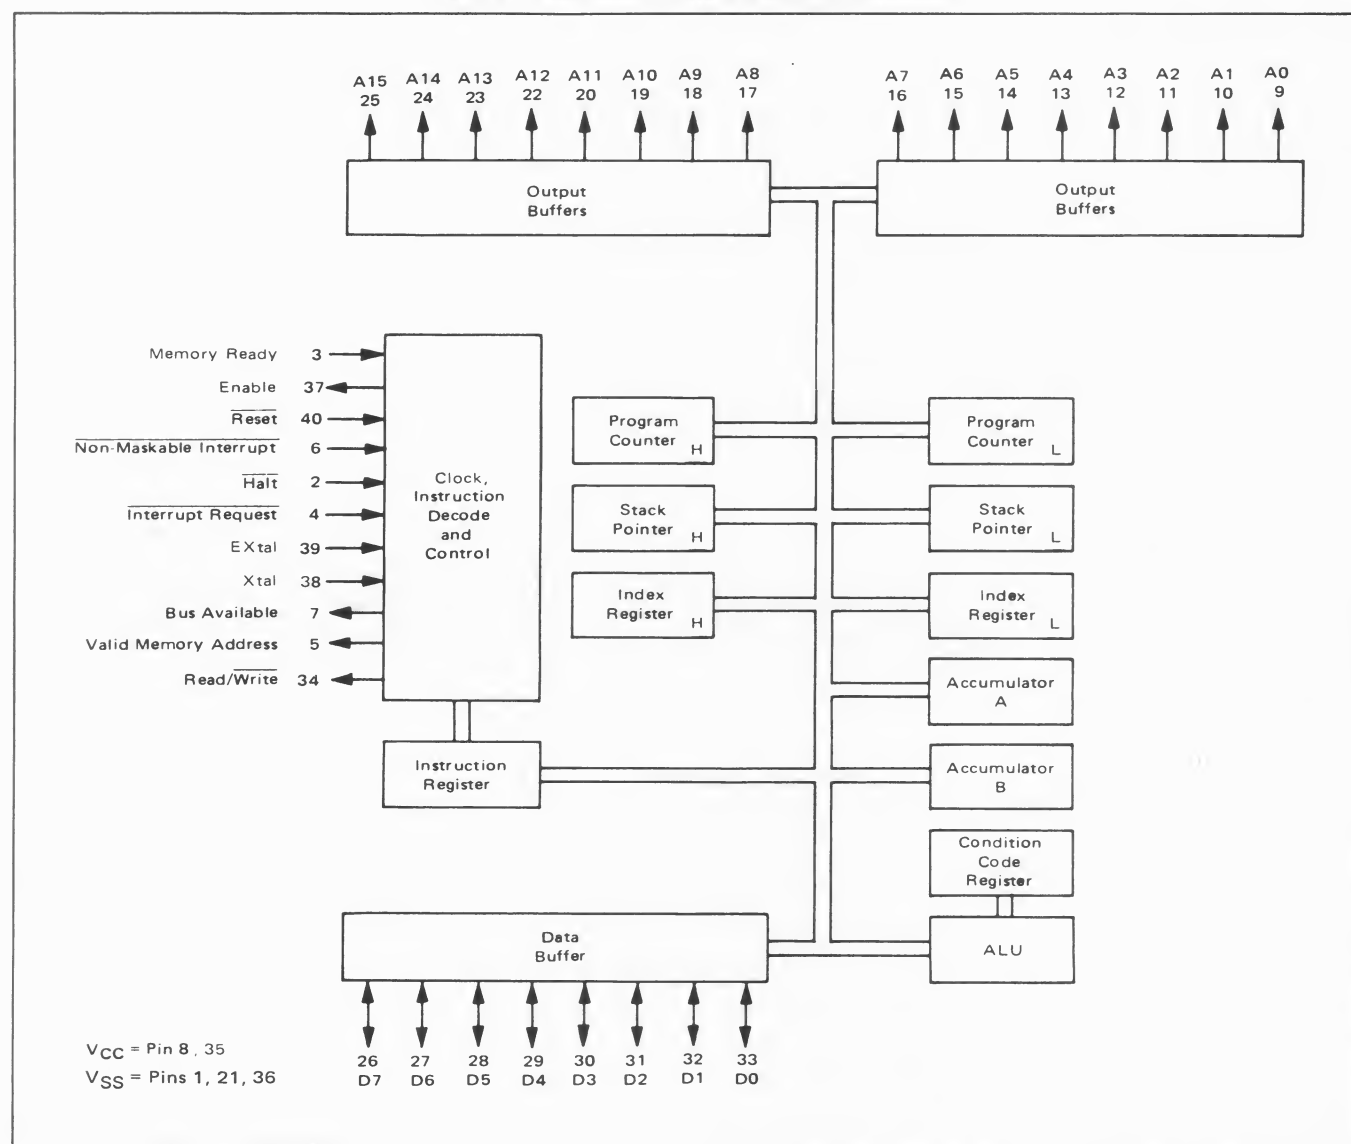 A15 A14 A13 A12 A11 A10 A9 A8 A7 A6 A5 A4 A3 A2 A1 A0
25 24 23 22 20 19 18 17 16 15 14 13 12 11 10 9
Output
Buffers
Output
Buffers
Memory Ready 3
Enable 37
Reset 40
Non-Maskable Interrupt 6
Halt 2
Interrupt Request 4
EXtal 39
Xtal 38
Bus Available 7
Valid Memory Address 5
Read/Write 34
Clock,
Instruction
Decode
and
Control
Program
Counter
H
Program
Counter
L
Stack
Pointer
H
Stack
Pointer
L
Index
Register
H
Index
Register
L
Accumulator
A
Instruction
Register
Accumulator
B
Condition
Code
Register
Data
Buffer
ALU
26 27 28 29 30 31 32 33
D7 D6 D5 D4 D3 D2 D1 D0
VCC = Pin 8, 35
VSS = Pins 1, 21, 36